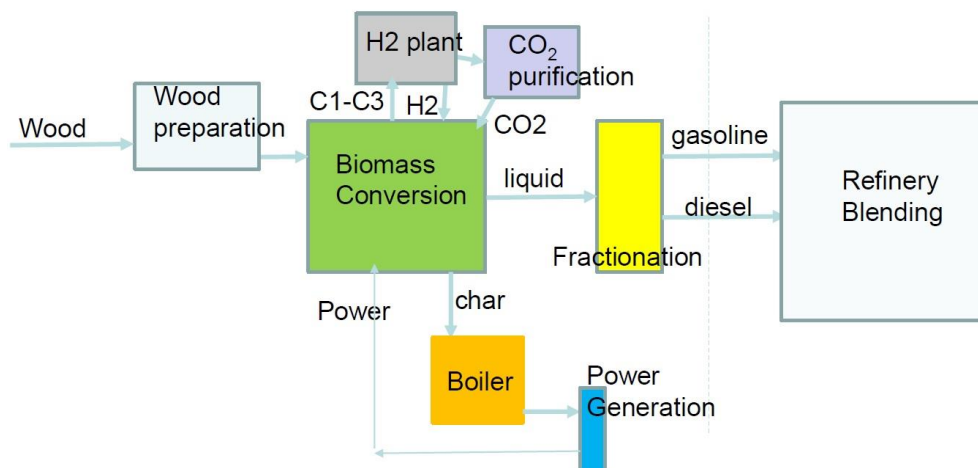 H2 plant
CO₂
purification
Wood
preparation
C1-C3
H2
CO2
Wood
gasoline
Biomass
Conversion
liquid
Refinery
Blending
diesel
Fractionation
Power
char
Boiler
Power
Generation